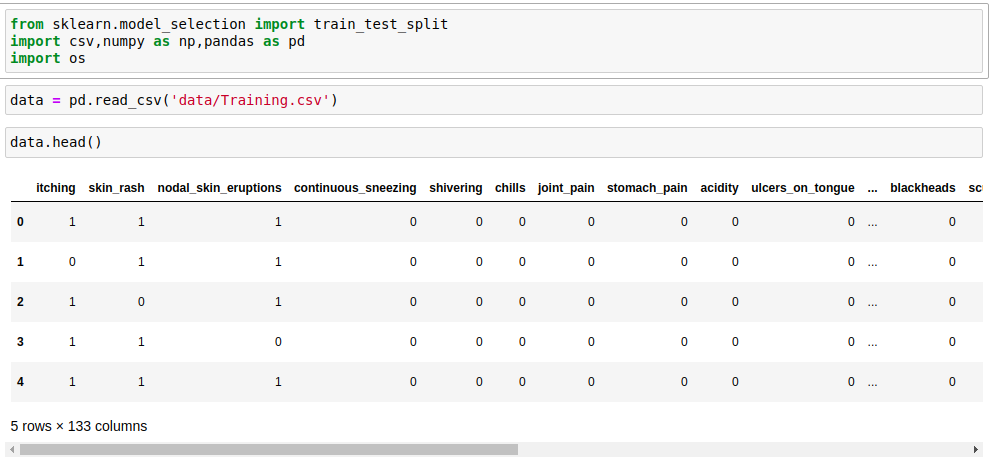 from sklearn.model_selection import train_test_split
import csv,numpy as np,pandas as pd
import os
data = pd.read_csv('data/Training.csv')
data.head()
itching skin_rash nodal_skin_eruptions continuous_sneezing shivering chills joint_pain stomach_pain acidity ulcers_on_tongue ... blackheads
0 1 1 1 0 0 0 0 0 0 0 ... 0
1 0 1 1 0 0 0 0 0 0 0 ... 0
2 1 0 1 0 0 0 0 0 0 0 ... 0
3 1 1 0 0 0 0 0 0 0 0 ... 0
4 1 1 1 0 0 0 0 0 0 0 ... 0
5 rows × 133 columns